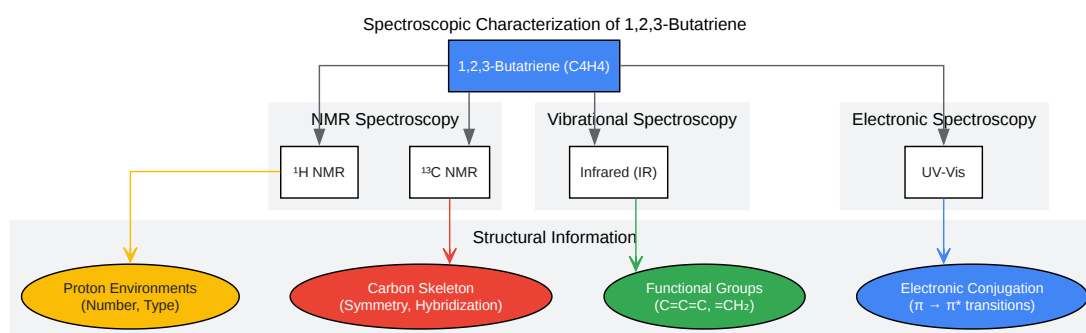 Spectroscopic Characterization of 1,2,3-Butatriene
1,2,3-Butatriene (C4H4)
NMR Spectroscopy
Vibrational Spectroscopy
Electronic Spectroscopy
¹H NMR
¹³C NMR
Infrared (IR)
UV-Vis
Structural Information
Proton Environments
(Number, Type)
Carbon Skeleton
(Symmetry, Hybridization)
Functional Groups
(C=C=C, =CH₂)
Electronic Conjugation
(π → π* transitions)